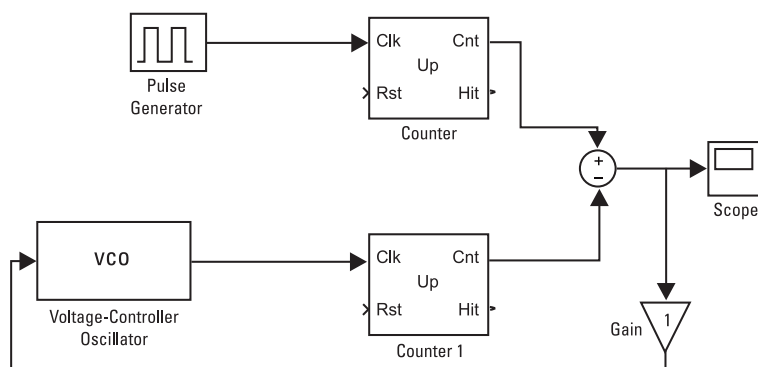 Pulse
Generator
Clk
Cnt
Up
Rst
Hit
Counter
+
−
Scope
VCO
Voltage-Controller
Oscillator
Clk
Cnt
Up
Rst
Hit
Counter 1
1
Gain